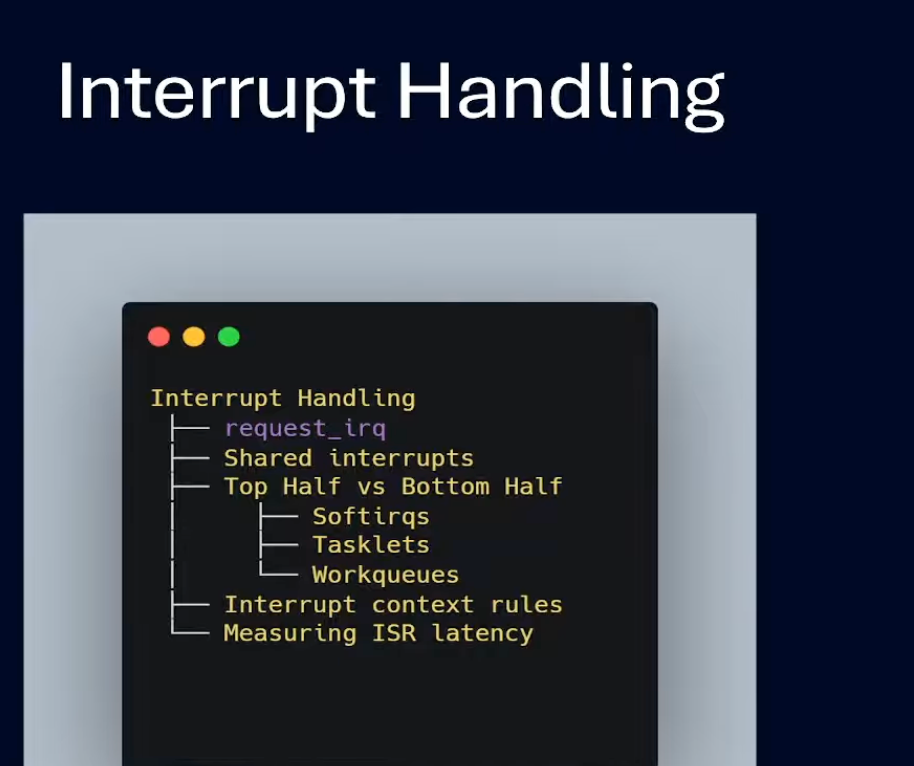 Interrupt Handling
Interrupt Handling
├── request_irq
├── Shared interrupts
├── Top Half vs Bottom Half
│     ├── Softirqs
│     ├── Tasklets
│     └── Workqueues
├── Interrupt context rules
└── Measuring ISR latency